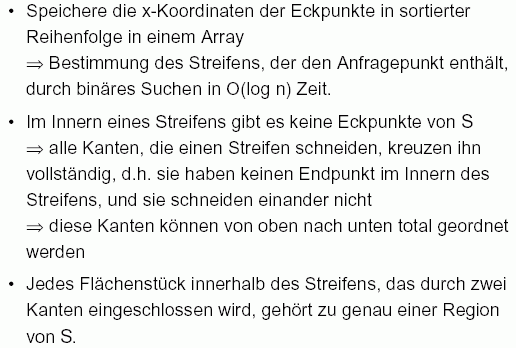 • Speichere die x-Koordinaten der Eckpunkte in sortierter
Reihenfolge in einem Array
⇒ Bestimmung des Streifens, der den Anfragepunkt enthält,
durch binäres Suchen in O(log n) Zeit.
• Im Innern eines Streifens gibt es keine Eckpunkte von S
⇒ alle Kanten, die einen Streifen schneiden, kreuzen ihn
vollständig, d.h. sie haben keinen Endpunkt im Innern des
Streifens, und sie schneiden einander nicht
⇒ diese Kanten können von oben nach unten total geordnet
werden
• Jedes Flächenstück innerhalb des Streifens, das durch zwei
Kanten eingeschlossen wird, gehört zu genau einer Region
von S.